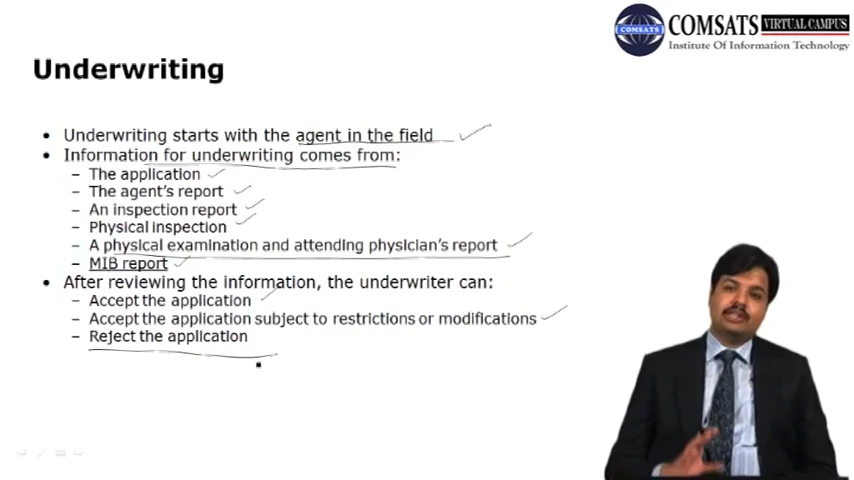 COMSATS VIRTUAL CAMPUS
COMSATS
Institute Of Information Technology
Underwriting
• Underwriting starts with the agent in the field
• Information for underwriting comes from:
– The application
– The agent's report
– An inspection report
– Physical inspection
– A physical examination and attending physician's report
– MIB report
• After reviewing the information, the underwriter can:
– Accept the application
– Accept the application subject to restrictions or modifications
– Reject the application